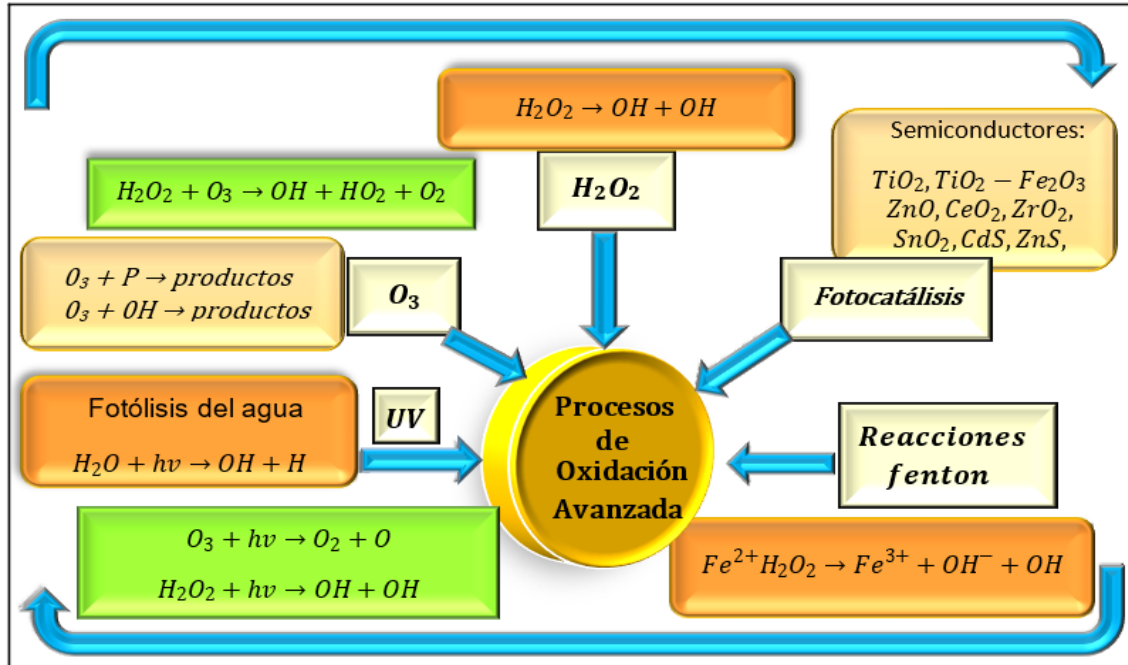 H₂O₂ → OH + OH
H₂O₂
H₂O₂ + O₃ → OH + HO₂ + O₂
Semiconductores:
TiO₂, TiO₂ − Fe₂O₃
ZnO, CeO₂, ZrO₂,
SnO₂, CdS, ZnS,
Fotocatálisis
O₃ + P → productos
O₃ + OH → productos
O₃
Fotólisis del agua
H₂O + hv → OH + H
UV
Procesos
de
Oxidación
Avanzada
Reacciones
fenton
O₃ + hv → O₂ + O
H₂O₂ + hv → OH + OH
Fe²⁺H₂O₂ → Fe³⁺ + OH⁻ + OH